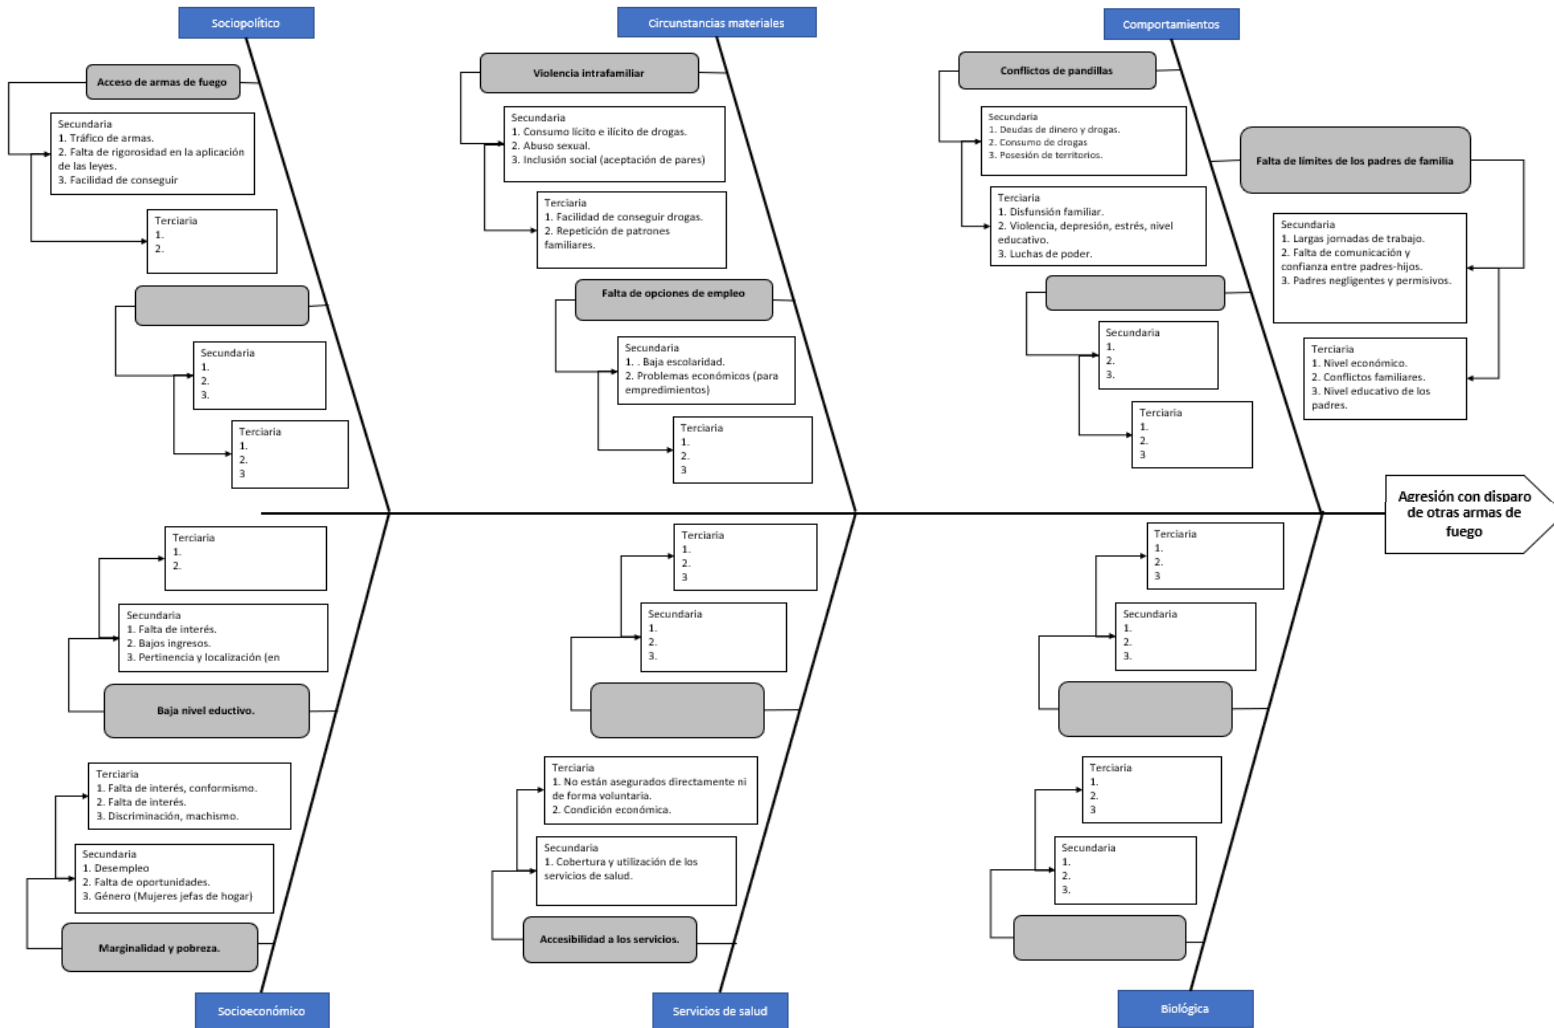 Sociopolítico
Circunstancias materiales
Comportamientos
Acceso de armas de fuego
Secundaria
1. Tráfico de armas.
2. Falta de rigorosidad en la aplicación
de las leyes.
3. Facilidad de conseguir
Terciaria
1.
2.
Secundaria
1.
2.
3.
Terciaria
1.
2.
3
Violencia intrafamiliar
Secundaria
1. Consumo lícito e ilícito de drogas.
2. Abuso sexual.
3. Inclusión social (aceptación de pares)
Terciaria
1. Facilidad de conseguir drogas.
2. Repetición de patrones
familiares.
Falta de opciones de empleo
Secundaria
1. . Baja escolaridad.
2. Problemas económicos (para
empredimientos)
Terciaria
1.
2.
3
Conflictos de pandillas
Secundaria
1. Deudas de dinero y drogas.
2. Consumo de drogas
3. Posesión de territorios.
Terciaria
1. Disfunsión familiar.
2. Violencia, depresión, estrés, nivel
educativo.
3. Luchas de poder.
Secundaria
1.
2.
3.
Terciaria
1.
2.
3
Falta de límites de los padres de familia
Secundaria
1. Largas jornadas de trabajo.
2. Falta de comunicación y
confianza entre padres-hijos.
3. Padres negligentes y permisivos.
Terciaria
1. Nivel económico.
2. Conflictos familiares.
3. Nivel educativo de los
padres.
Agresión con disparo
de otras armas de
fuego
Terciaria
1.
2.
Secundaria
1. Falta de interés.
2. Bajos ingresos.
3. Pertinencia y localización (en
Baja nivel eductivo.
Terciaria
1. Falta de interés, conformismo.
2. Falta de interés.
3. Discriminación, machismo.
Secundaria
1. Desempleo
2. Falta de oportunidades.
3. Género (Mujeres jefas de hogar)
Marginalidad y pobreza.
Terciaria
1.
2.
3
Secundaria
1.
2.
3.
Terciaria
1. No están asegurados directamente ni
de forma voluntaria.
2. Condición económica.
Secundaria
1. Cobertura y utilización de los
servicios de salud.
Accesibilidad a los servicios.
Terciaria
1.
2.
3
Secundaria
1.
2.
3.
Terciaria
1.
2.
3
Secundaria
1.
2.
3.
Socioeconómico
Servicios de salud
Biológica